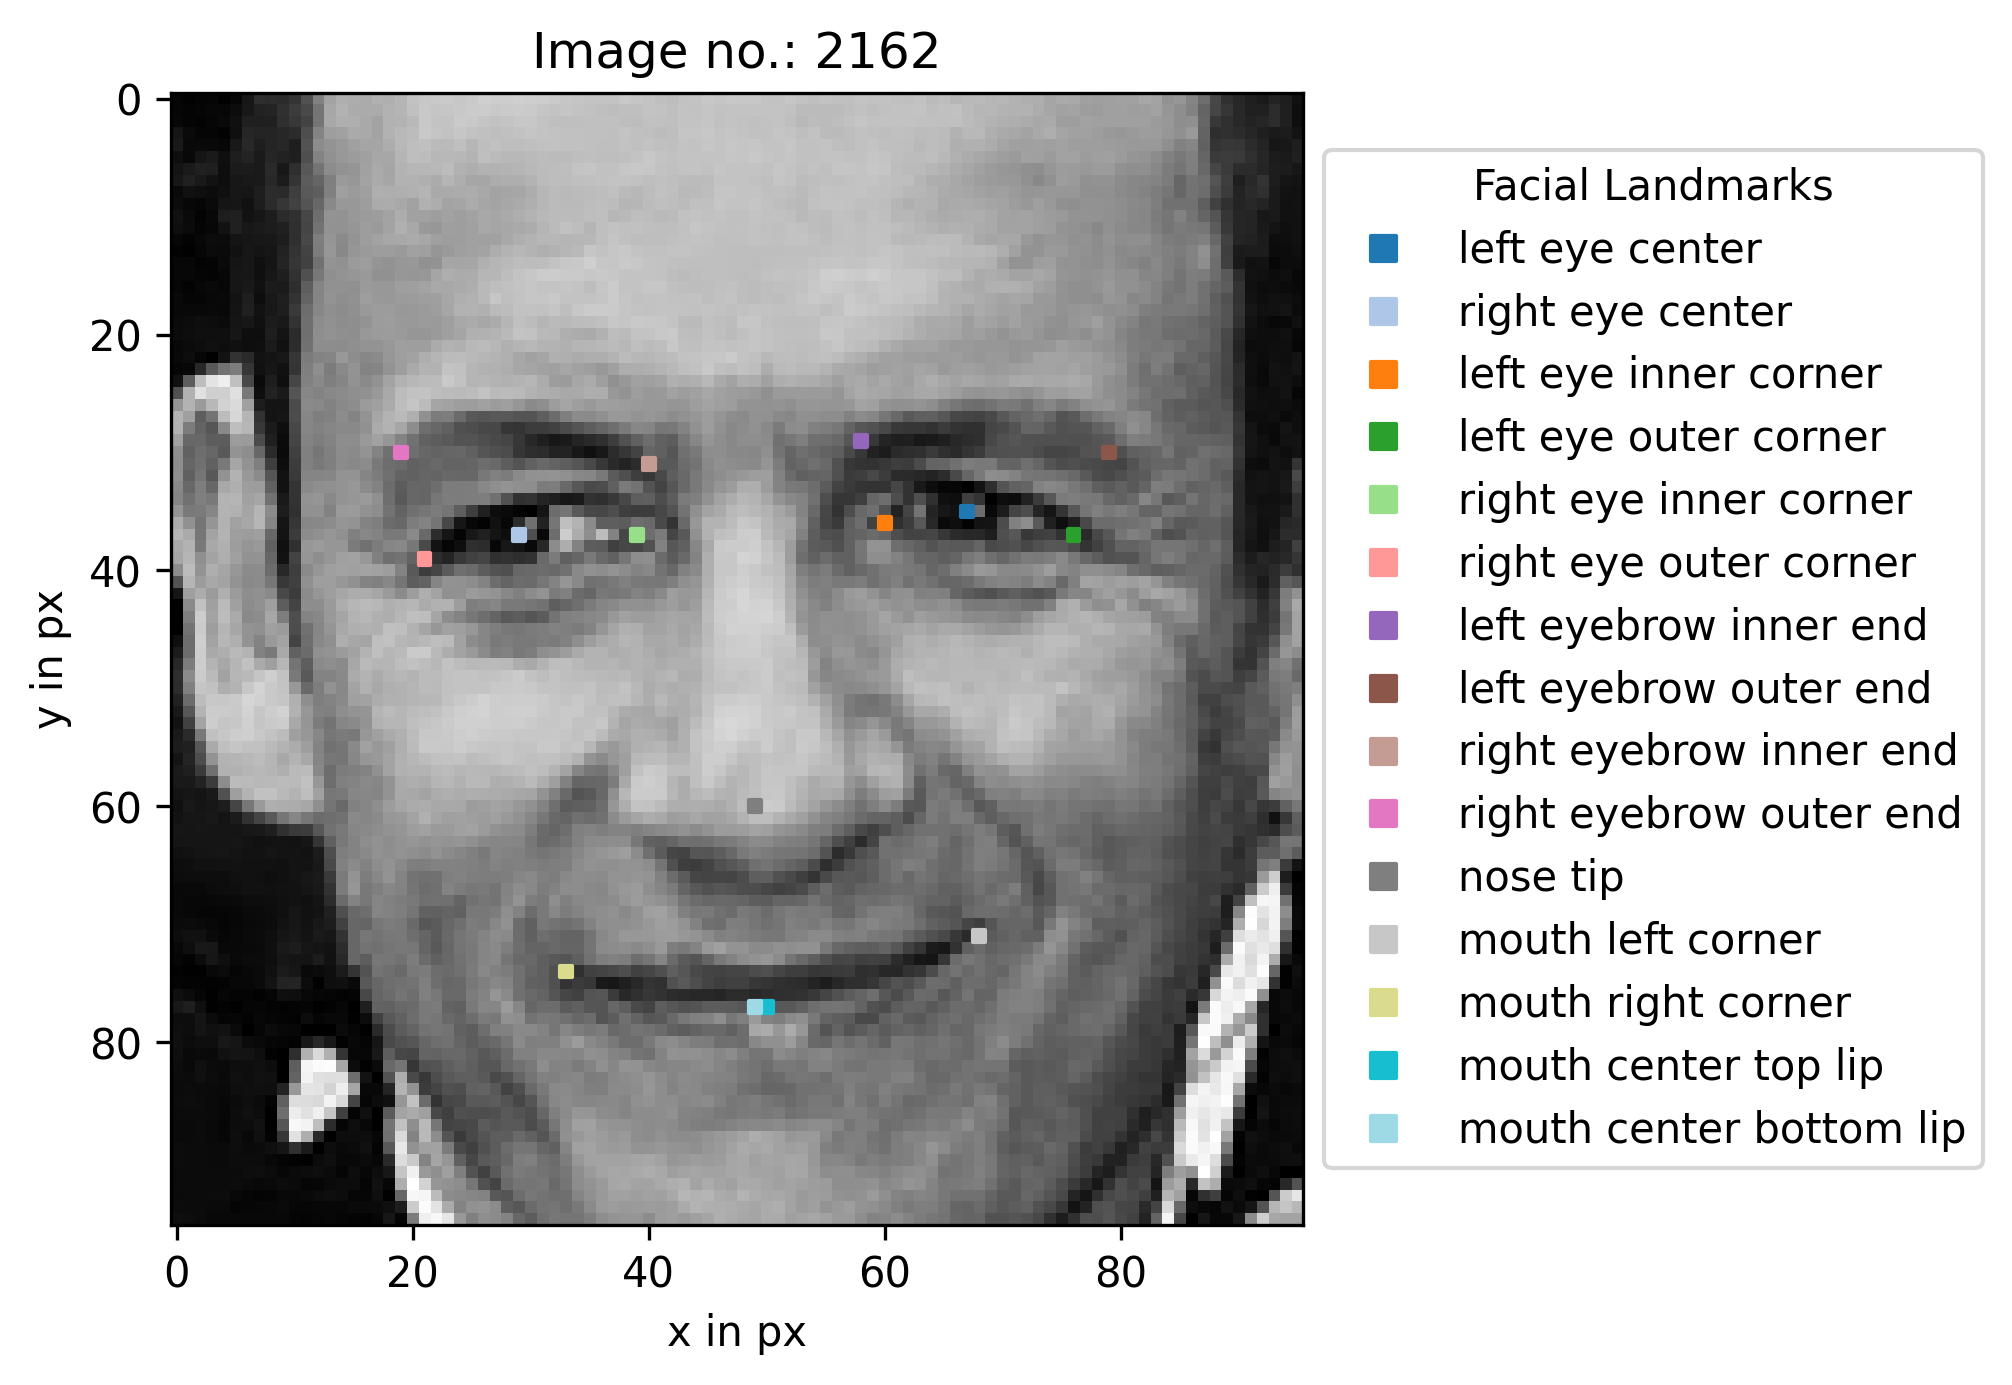 Image no.: 2162
0
20
40
60
80
y in px
0 20 40 60 80
x in px
Facial Landmarks
left eye center
right eye center
left eye inner corner
left eye outer corner
right eye inner corner
right eye outer corner
left eyebrow inner end
left eyebrow outer end
right eyebrow inner end
right eyebrow outer end
nose tip
mouth left corner
mouth right corner
mouth center top lip
mouth center bottom lip